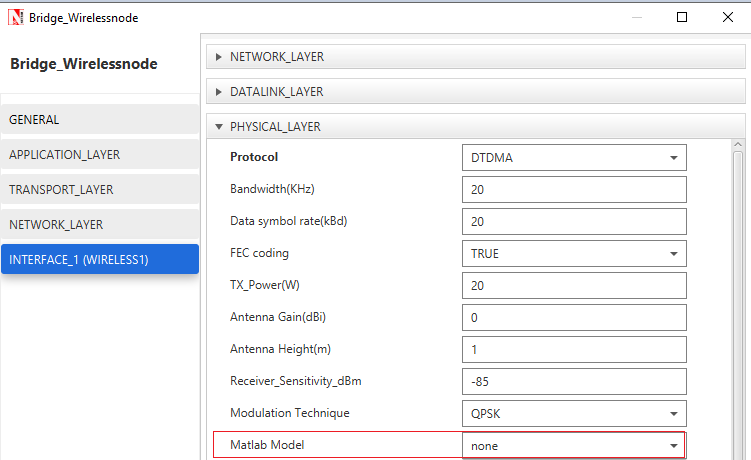 Bridge_Wirelessnode
Bridge_Wirelessnode
GENERAL
APPLICATION_LAYER
TRANSPORT_LAYER
NETWORK_LAYER
INTERFACE_1 (WIRELESS1)
NETWORK_LAYER
DATALINK_LAYER
PHYSICAL_LAYER
Protocol DTDMA
Bandwidth(KHz) 20
Data symbol rate(kBd) 20
FEC coding TRUE
TX_Power(W) 20
Antenna Gain(dBi) 0
Antenna Height(m) 1
Receiver_Sensitivity_dBm -85
Modulation Technique QPSK
Matlab Model none